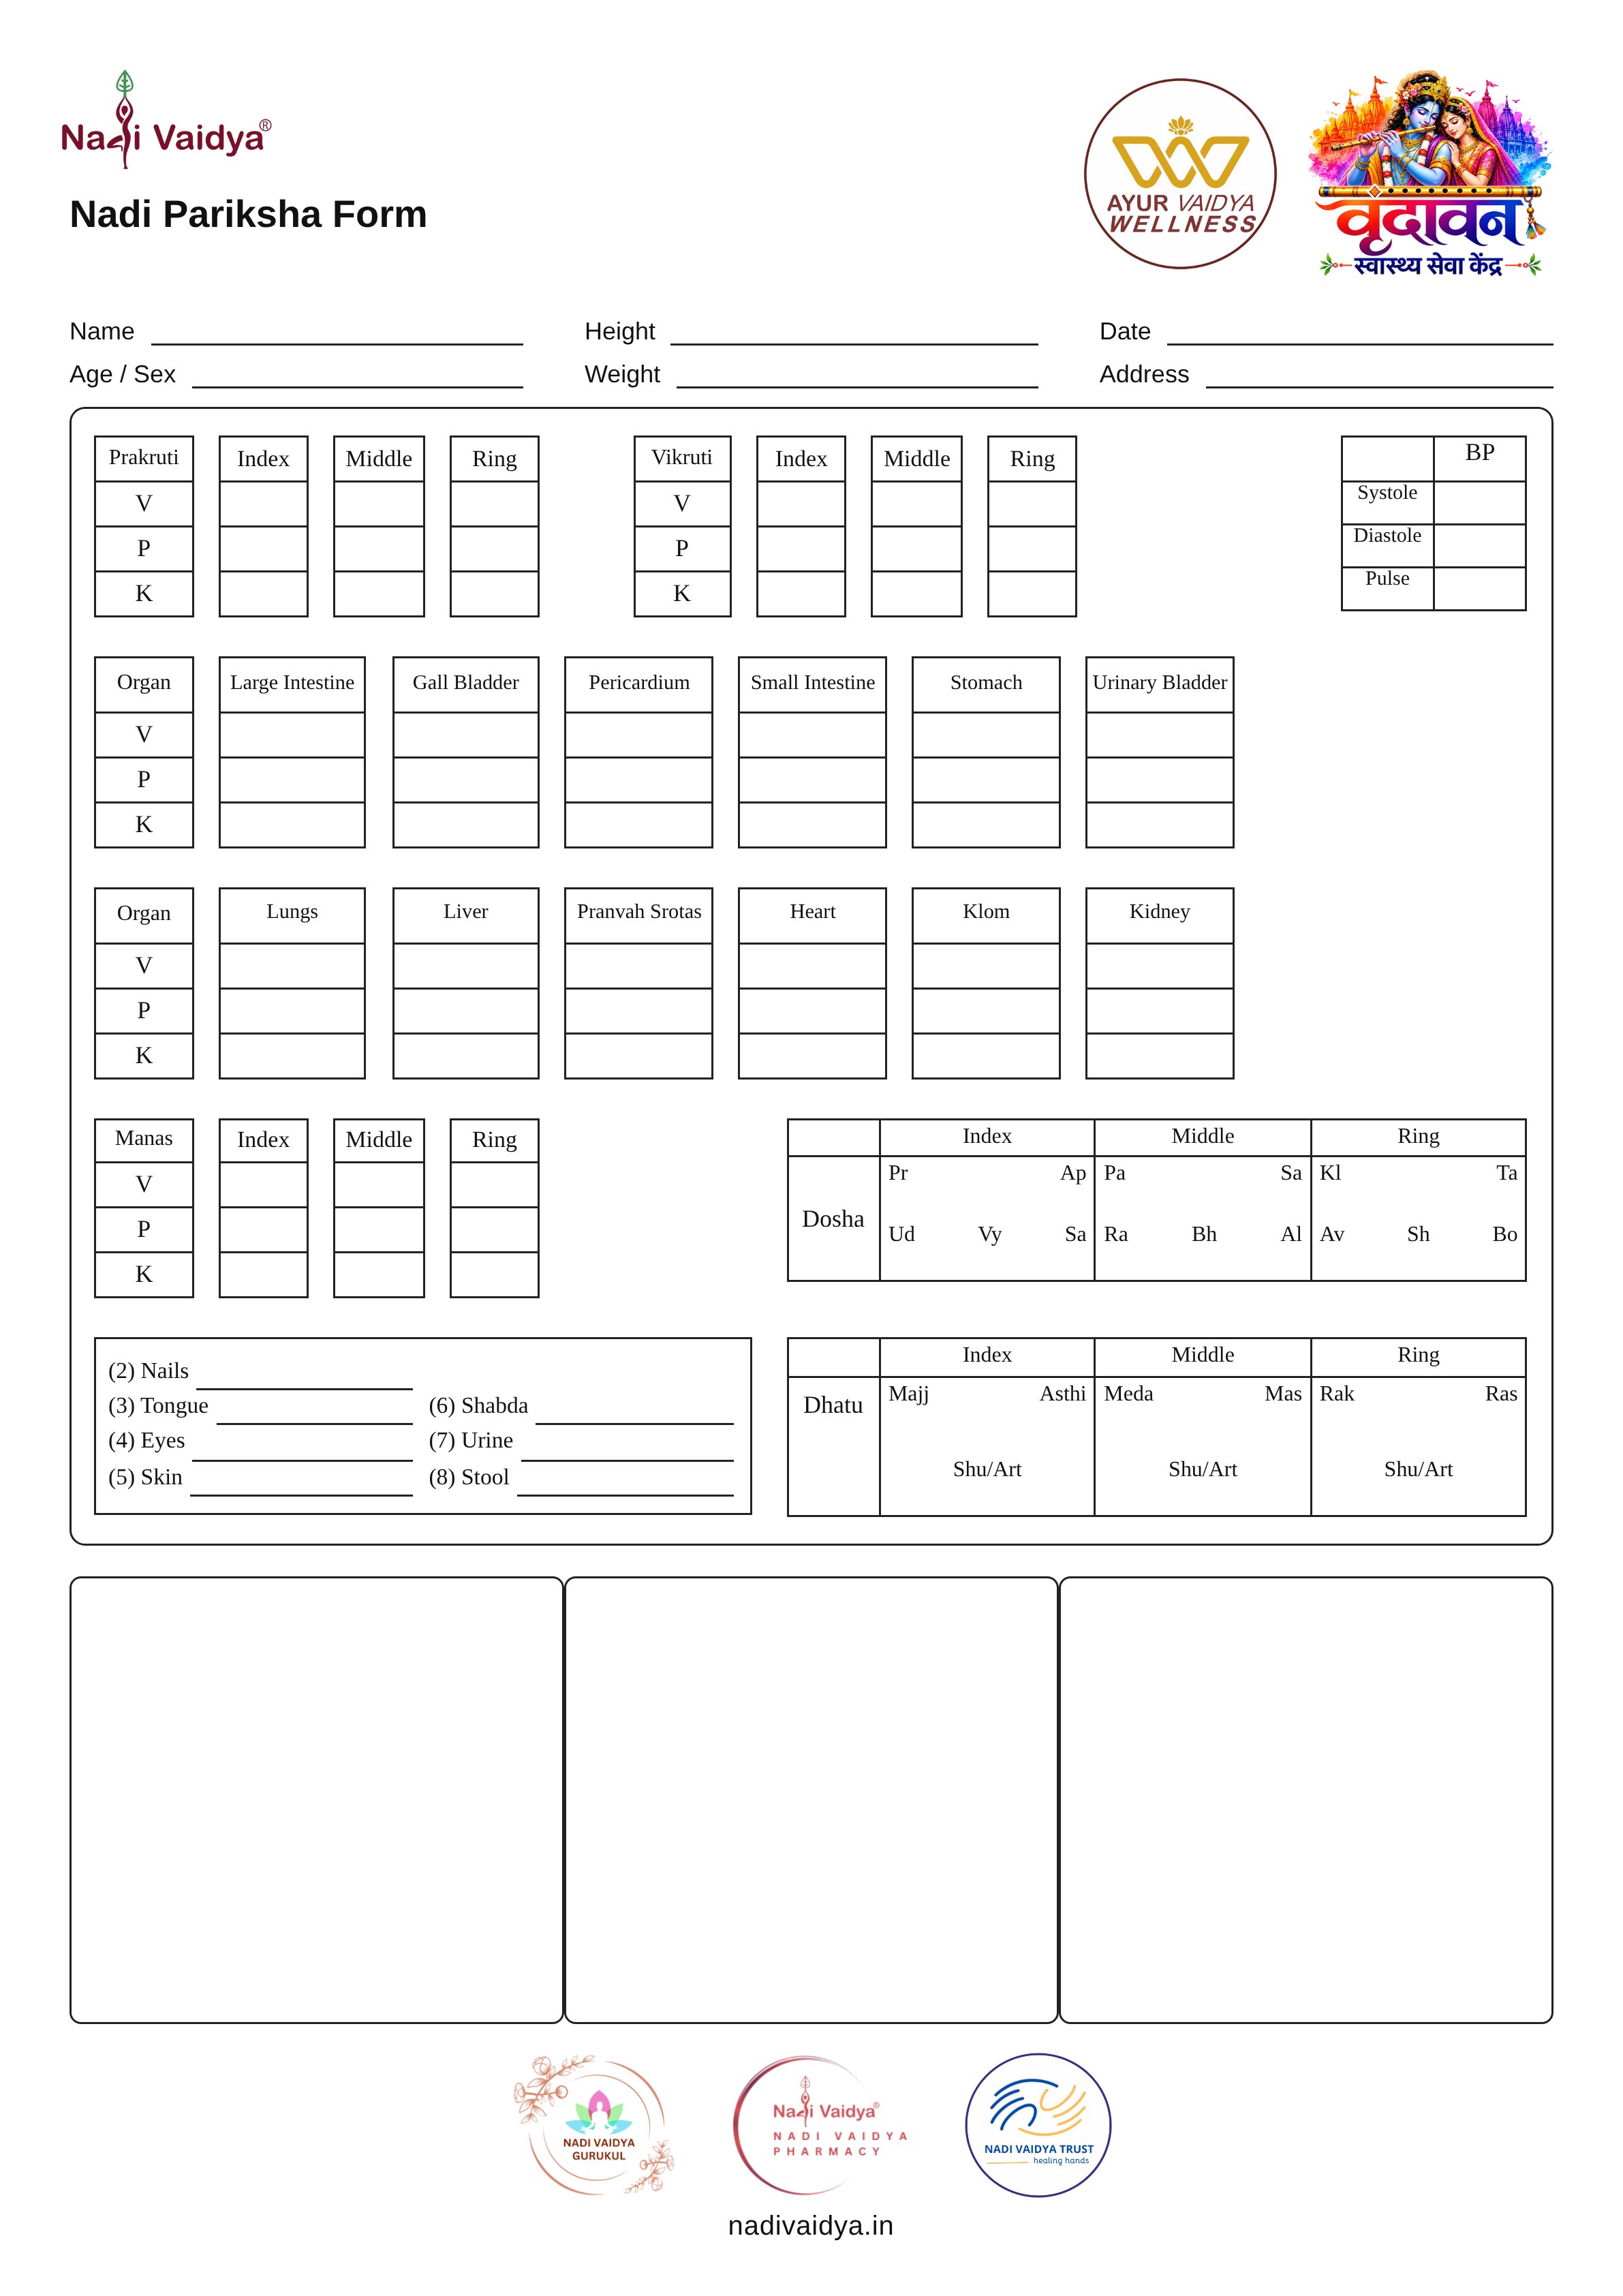 Nadi Vaidya®
Nadi Pariksha Form
AYUR VAIDYA
WELLNESS
वृंदावन
स्वास्थ्य सेवा केंद्र
Name Height Date
Age / Sex Weight Address
Prakruti Index Middle Ring Vikruti Index Middle Ring BP
V V Systole
P P Diastole
K K Pulse
Organ Large Intestine Gall Bladder Pericardium Small Intestine Stomach Urinary Bladder
V
P
K
Organ Lungs Liver Pranvah Srotas Heart Klom Kidney
V
P
K
Manas Index Middle Ring
V
P
K
Index Middle Ring
Pr Ap Pa Sa Kl Ta
Dosha
Ud Vy Sa Ra Bh Al Av Sh Bo
(2) Nails
(3) Tongue (6) Shabda
(4) Eyes (7) Urine
(5) Skin (8) Stool
Index Middle Ring
Dhatu Majj Asthi Meda Mas Rak Ras
Shu/Art Shu/Art Shu/Art
NADI VAIDYA
GURUKUL
Nadi Vaidya®
NADI VAIDYA
PHARMACY
NADI VAIDYA TRUST
healing hands
nadivaidya.in